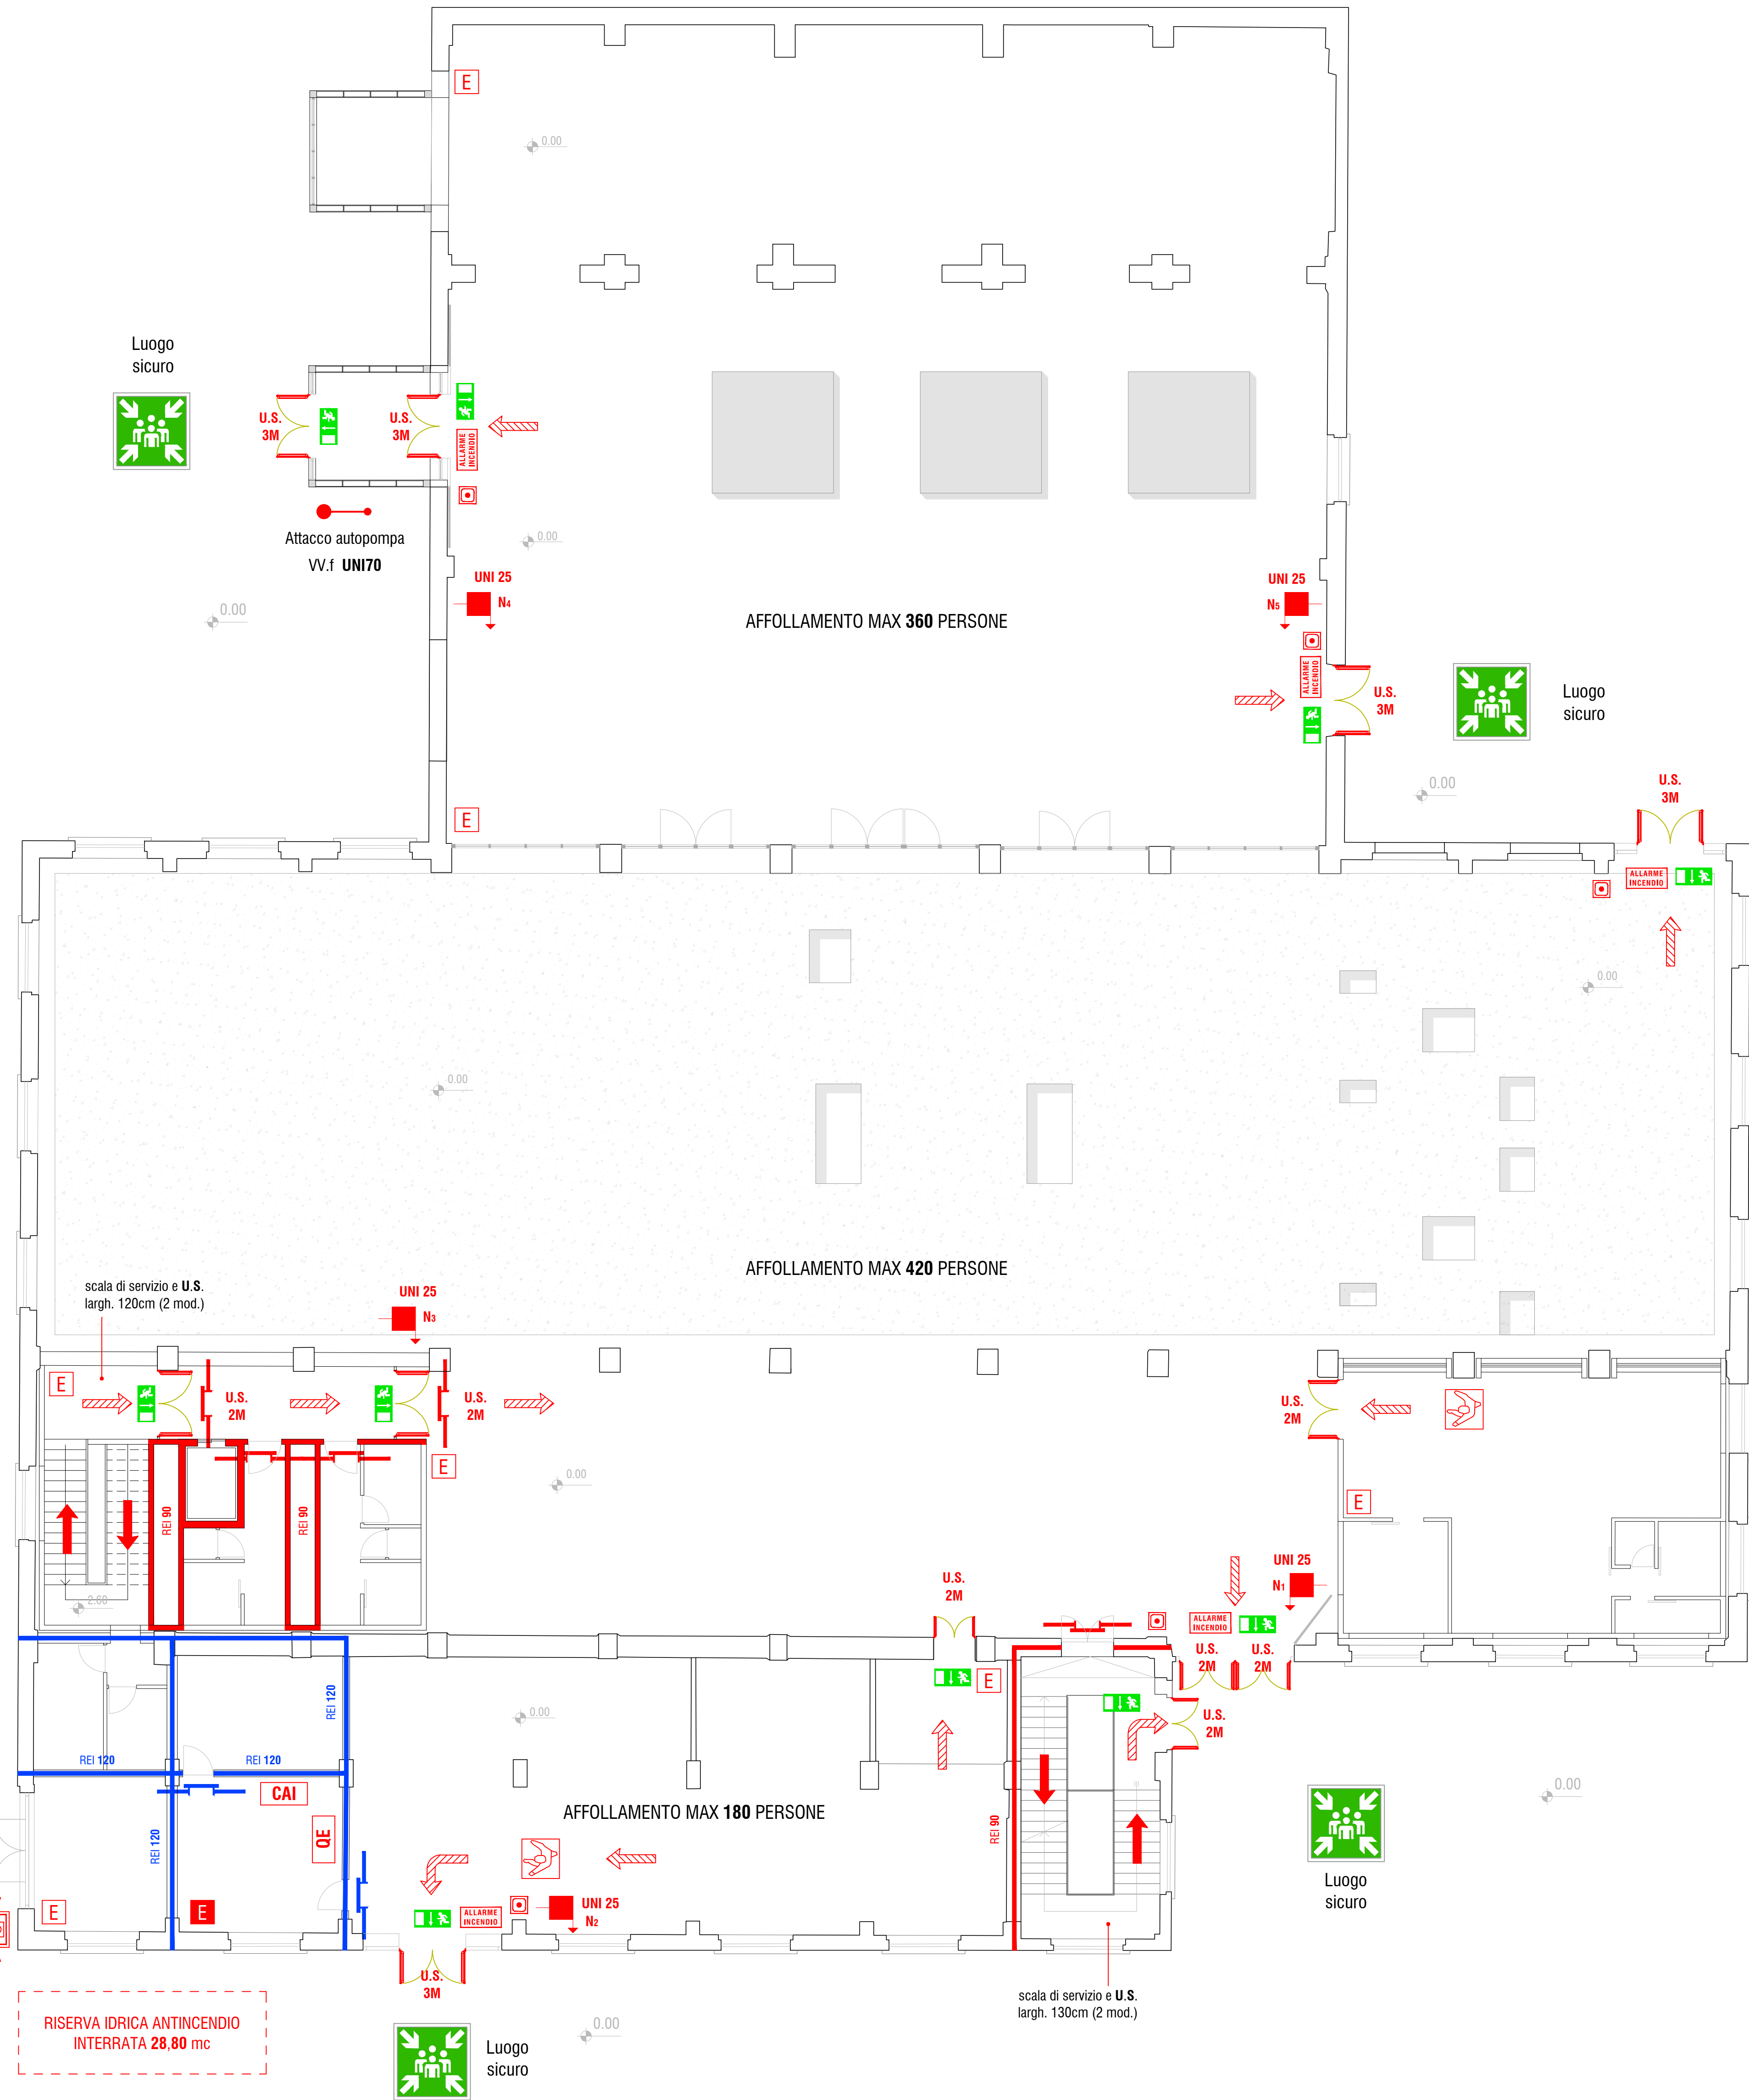 E
0.00
Luogo
sicuro
U.S.
3M
U.S.
3M
ALLARME
INCENDIO
Attacco autopompa
VV.f UNI70
0.00
0.00
UNI 25
N4
UNI 25
N5
AFFOLLAMENTO MAX 360 PERSONE
ALLARME
INCENDIO
U.S.
3M
Luogo
sicuro
0.00
U.S.
3M
E
ALLARME
INCENDIO
0.00
0.00
AFFOLLAMENTO MAX 420 PERSONE
scala di servizio e U.S.
largh. 120cm (2 mod.)
UNI 25
N3
E
U.S.
2M
U.S.
2M
U.S.
2M
E
0.00
E
REI 90
REI 90
2.60
UNI 25
N1
U.S.
2M
ALLARME
INCENDIO
U.S.
2M
U.S.
2M
E
REI 120
0.00
U.S.
2M
REI 120
REI 120
CAI
QE
REI 120
AFFOLLAMENTO MAX 180 PERSONE
REI 90
0.00
E
E
ALLARME
INCENDIO
UNI 25
N2
Luogo
sicuro
U.S.
3M
scala di servizio e U.S.
largh. 130cm (2 mod.)
RISERVA IDRICA ANTINCENDIO
INTERRATA 28,80 mc
0.00
Luogo
sicuro